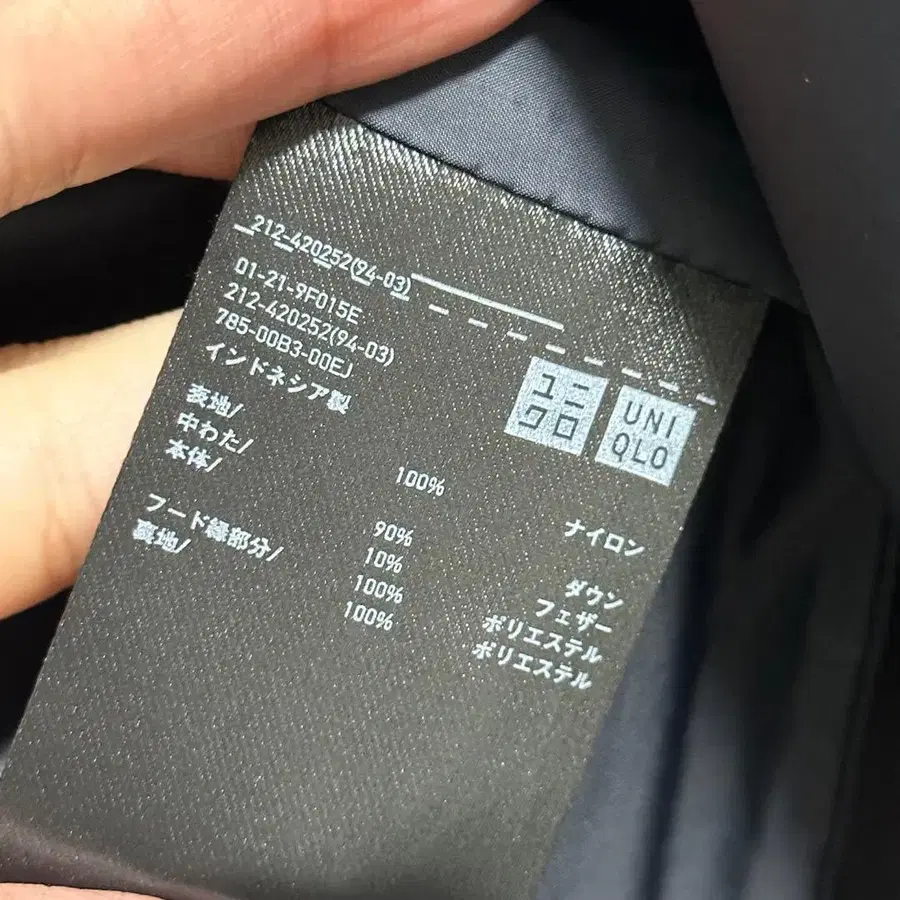 212-420252(94-03)
01-21-9F015E
212-420252(94-03)
785-00B3-00EJ
インドネシア製
ユニ
クロ
UNI
QLO
表地/ 100% ナイロン
中わた/
本体/ 90% ダウン
10% フェザー
フード縁部分/ 100% ポリエステル
裏地/ 100% ポリエステル